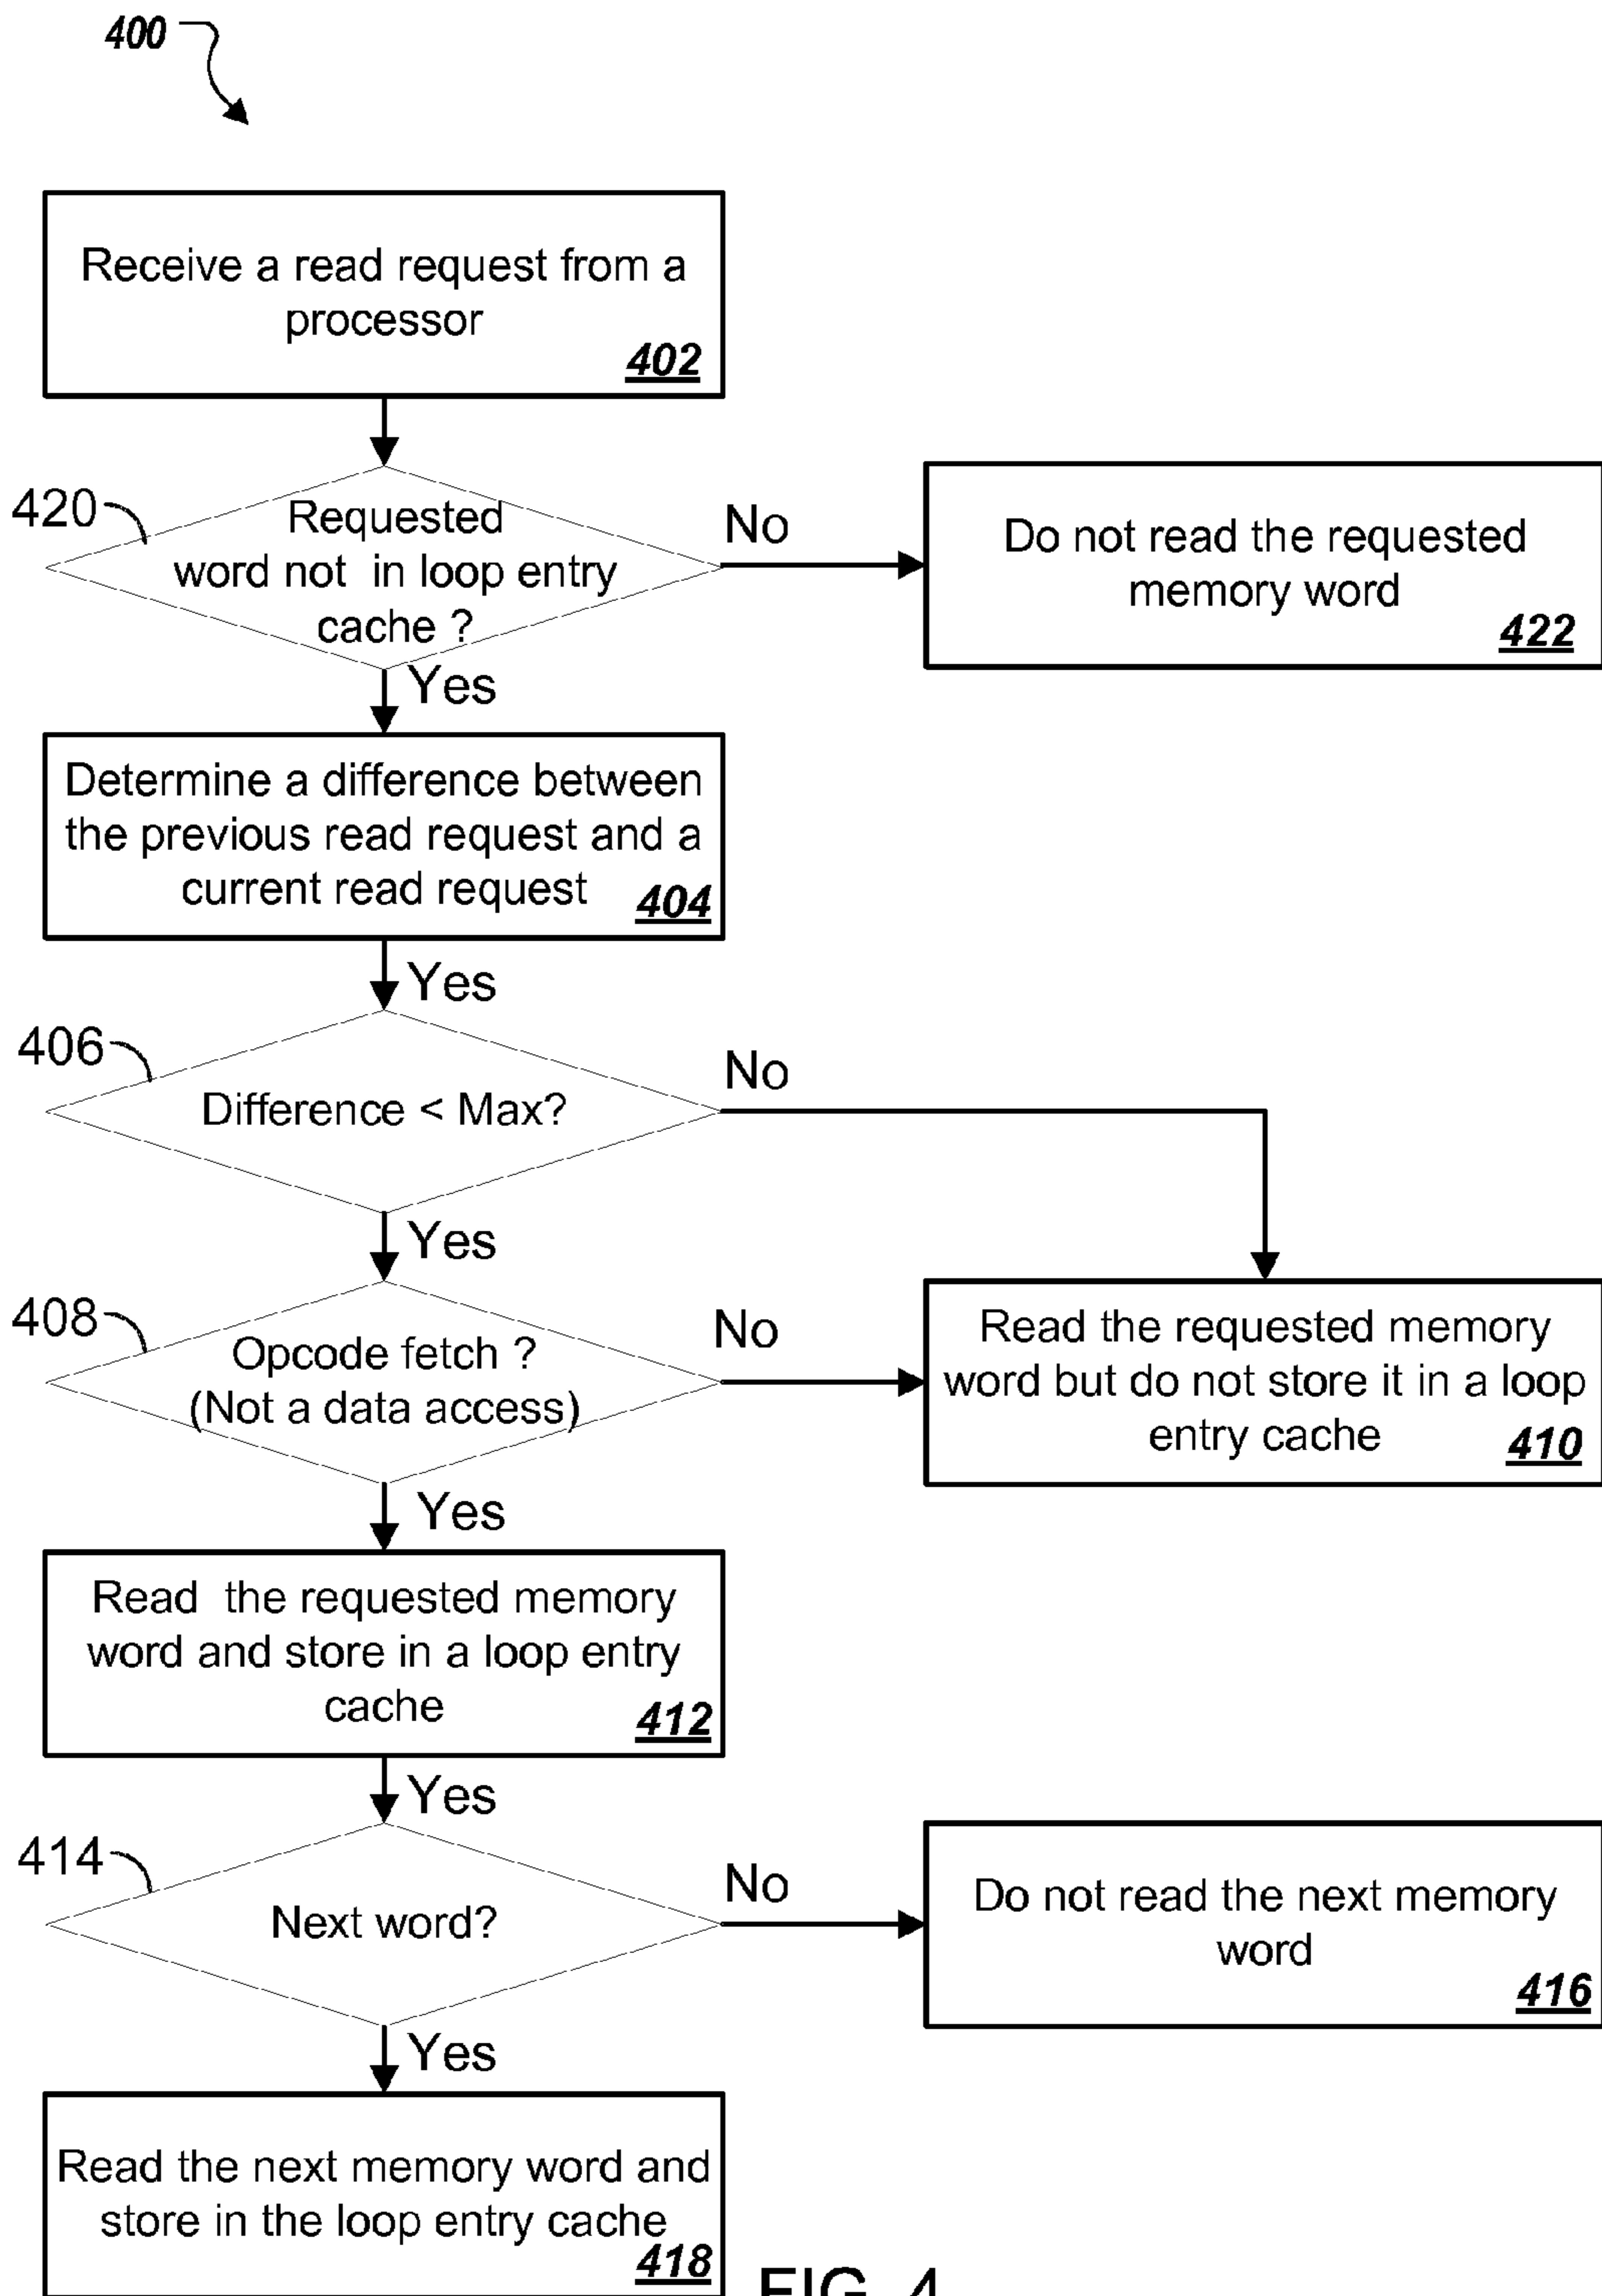 400
Receive a read request from a
processor
402
420
Requested
word not in loop entry
cache ?
No
Do not read the requested
memory word
422
Yes
Determine a difference between
the previous read request and a
current read request
404
Yes
406
Difference < Max?
No
Yes
408
Opcode fetch ?
(Not a data access)
No
Read the requested memory
word but do not store it in a loop
entry cache
410
Yes
Read the requested memory
word and store in a loop entry
cache
412
Yes
414
Next word?
No
Do not read the next memory
word
416
Yes
Read the next memory word and
store in the loop entry cache
418
FIG. 4